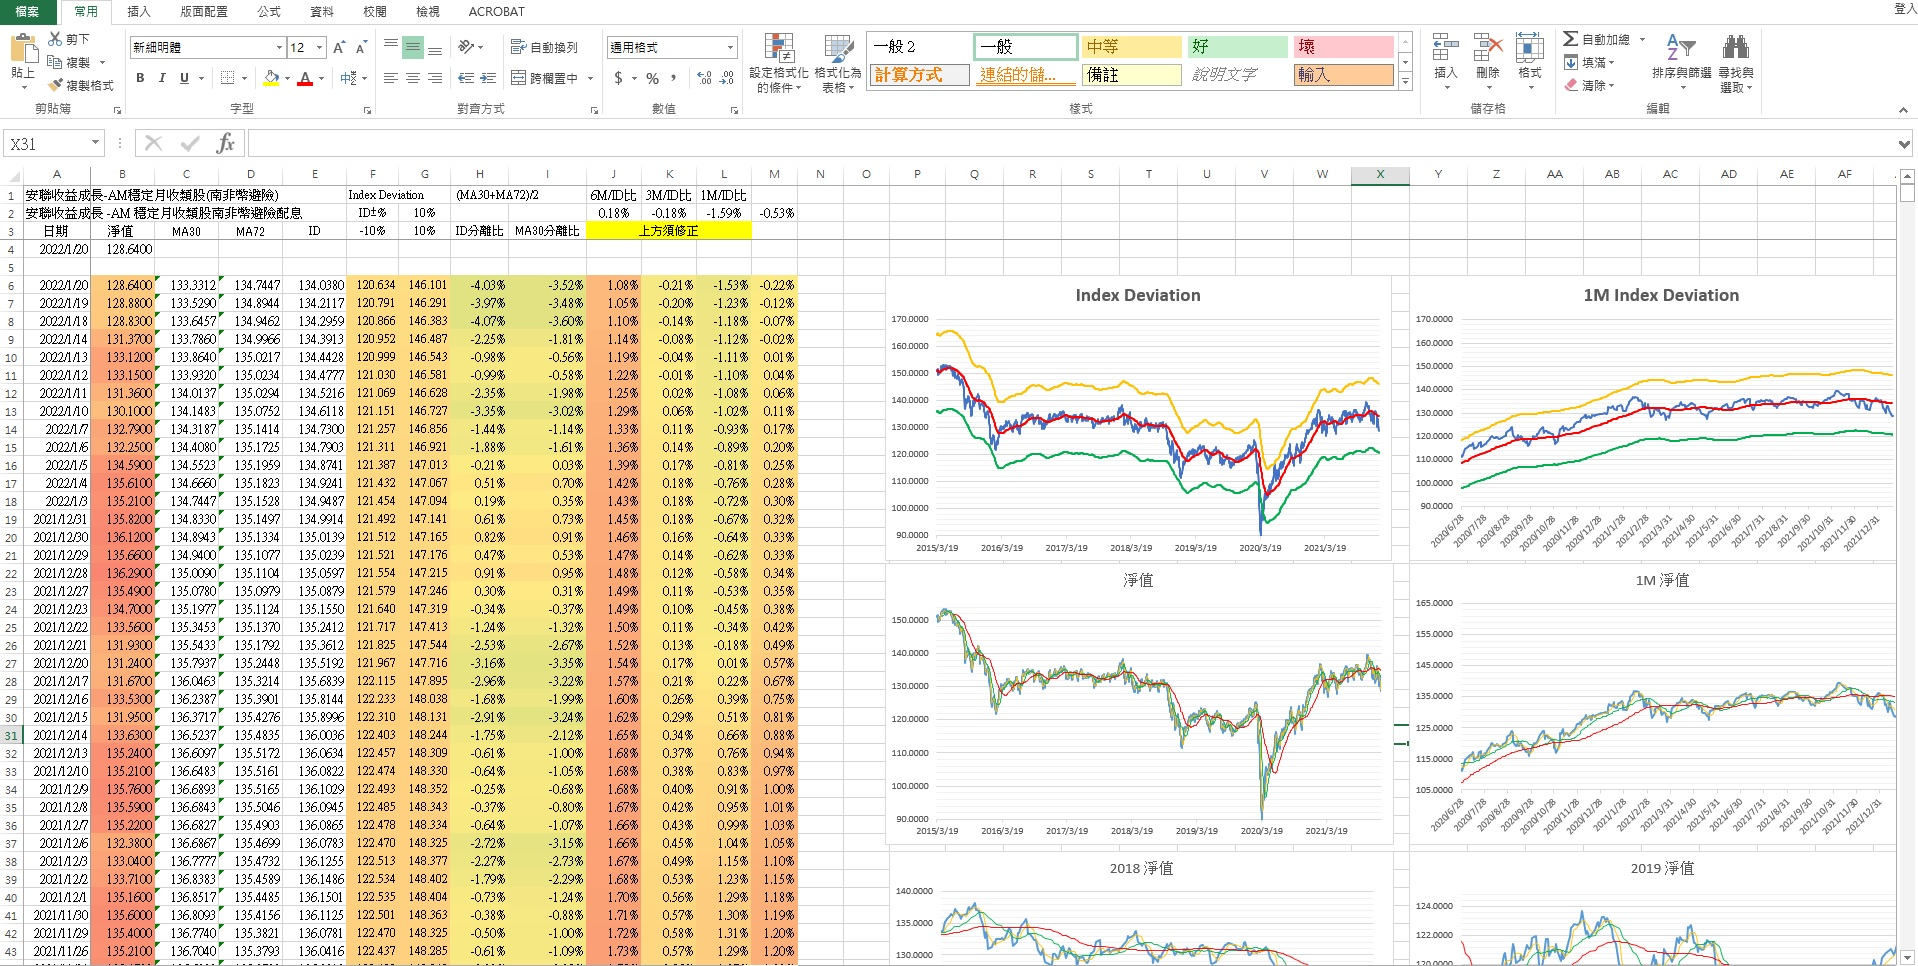 檔案 常用 插入 版面配置 公式 資料 校閱 檢視 ACROBAT 登入
剪下
複製
貼上 複製格式
剪貼簿
新細明體 12
B I U 中
字型
自動換列
跨欄置中
對齊方式
通用格式
$ % ,
數值
設定格式化的條件 格式化為表格
一般 2 一般 中等 好 壞
計算方式 連結的儲... 備註 說明文字 輸入
樣式
插入 刪除 格式
儲存格
自動加總
填滿
清除
排序與篩選 尋找與選取
編輯
X31 fx
A B C D E F G H I J K L M N O P Q R S T U V W X Y Z AA AB AC AD AE AF
1 安聯收益成長-AM穩定月收類股(南非幣避險) Index Deviation (MA30+MA72)/2 6M/ID比 3M/ID比 1M/ID比
2 安聯收益成長 -AM 穩定月收類股南非幣避險配息 ID±% 10% 0.18% -0.18% -1.59% -0.53%
3 日期 淨值 MA30 MA72 ID -10% 10% ID分離比 MA30分離比 上方須修正
4 2022/1/20 128.6400
5
6 2022/1/20 128.6400 133.3312 134.7447 134.0380 120.634 146.101 -4.03% -3.52% 1.08% -0.21% -1.53% -0.22%
7 2022/1/19 128.8800 133.5290 134.8944 134.2117 120.791 146.291 -3.97% -3.48% 1.05% -0.20% -1.23% -0.12%
8 2022/1/18 128.8300 133.6457 134.9462 134.2959 120.866 146.383 -4.07% -3.60% 1.10% -0.14% -1.18% -0.07%
9 2022/1/14 131.3700 133.7860 134.9966 134.3913 120.952 146.487 -2.25% -1.81% 1.14% -0.08% -1.12% -0.02%
10 2022/1/13 133.1200 133.8640 135.0217 134.4428 120.999 146.543 -0.98% -0.56% 1.19% -0.04% -1.11% 0.01%
11 2022/1/12 133.1500 133.9320 135.0234 134.4777 121.030 146.581 -0.99% -0.58% 1.22% -0.01% -1.10% 0.04%
12 2022/1/11 131.3600 134.0137 135.0294 134.5216 121.069 146.628 -2.35% -1.98% 1.25% 0.02% -1.08% 0.06%
13 2022/1/10 130.1000 134.1483 135.0752 134.6118 121.151 146.727 -3.35% -3.02% 1.29% 0.06% -1.02% 0.11%
14 2022/1/7 132.7900 134.3187 135.1414 134.7300 121.257 146.856 -1.44% -1.14% 1.33% 0.11% -0.93% 0.17%
15 2022/1/6 132.2500 134.4080 135.1725 134.7903 121.311 146.921 -1.88% -1.61% 1.36% 0.14% -0.89% 0.20%
16 2022/1/5 134.5900 134.5523 135.1959 134.8741 121.387 147.013 -0.21% 0.03% 1.39% 0.17% -0.81% 0.25%
17 2022/1/4 135.6100 134.6660 135.1823 134.9241 121.432 147.067 0.51% 0.70% 1.42% 0.18% -0.76% 0.28%
18 2022/1/3 135.2100 134.7447 135.1528 134.9487 121.454 147.094 0.19% 0.35% 1.43% 0.18% -0.72% 0.30%
19 2021/12/31 135.8200 134.8330 135.1497 134.9914 121.492 147.141 0.61% 0.73% 1.45% 0.18% -0.67% 0.32%
20 2021/12/30 136.1200 134.8943 135.1334 135.0139 121.512 147.165 0.82% 0.91% 1.46% 0.16% -0.64% 0.33%
21 2021/12/29 135.6600 134.9400 135.1077 135.0239 121.521 147.176 0.47% 0.53% 1.47% 0.14% -0.62% 0.33%
22 2021/12/28 136.2900 135.0090 135.1104 135.0597 121.554 147.215 0.91% 0.95% 1.48% 0.12% -0.58% 0.34%
23 2021/12/27 135.4900 135.0780 135.0979 135.0879 121.579 147.246 0.30% 0.31% 1.49% 0.11% -0.53% 0.35%
24 2021/12/23 134.7000 135.1977 135.1124 135.1550 121.640 147.319 -0.34% -0.37% 1.49% 0.10% -0.45% 0.38%
25 2021/12/22 133.5600 135.3453 135.1370 135.2412 121.717 147.413 -1.24% -1.32% 1.50% 0.11% -0.34% 0.42%
26 2021/12/21 131.9300 135.5433 135.1792 135.3612 121.825 147.544 -2.53% -2.67% 1.52% 0.13% -0.18% 0.49%
27 2021/12/20 131.2400 135.7937 135.2448 135.5192 121.967 147.716 -3.16% -3.35% 1.54% 0.17% 0.01% 0.57%
28 2021/12/17 131.6700 136.0463 135.3214 135.6839 122.115 147.895 -2.96% -3.22% 1.57% 0.21% 0.22% 0.67%
29 2021/12/16 133.5300 136.2387 135.3901 135.8144 122.233 148.038 -1.68% -1.99% 1.60% 0.26% 0.39% 0.75%
30 2021/12/15 131.9500 136.3717 135.4276 135.8996 122.310 148.131 -2.91% -3.24% 1.62% 0.29% 0.51% 0.81%
31 2021/12/14 133.6300 136.5237 135.4835 136.0036 122.403 148.244 -1.75% -2.12% 1.65% 0.34% 0.66% 0.88%
32 2021/12/13 135.2400 136.6097 135.5172 136.0634 122.457 148.309 -0.61% -1.00% 1.68% 0.37% 0.76% 0.94%
33 2021/12/10 135.2100 136.6483 135.5161 136.0822 122.474 148.330 -0.64% -1.05% 1.68% 0.38% 0.83% 0.97%
34 2021/12/9 135.7600 136.6893 135.5165 136.1029 122.493 148.352 -0.25% -0.68% 1.68% 0.40% 0.91% 1.00%
35 2021/12/8 135.5900 136.6843 135.5046 136.0945 122.485 148.343 -0.37% -0.80% 1.67% 0.42% 0.95% 1.01%
36 2021/12/7 135.2200 136.6827 135.4903 136.0865 122.478 148.334 -0.64% -1.07% 1.66% 0.43% 0.99% 1.03%
37 2021/12/6 132.3800 136.6867 135.4699 136.0783 122.470 148.325 -2.72% -3.15% 1.66% 0.45% 1.04% 1.05%
38 2021/12/3 133.0400 136.7777 135.4732 136.1255 122.513 148.377 -2.27% -2.73% 1.67% 0.49% 1.15% 1.10%
39 2021/12/2 133.7100 136.8383 135.4589 136.1486 122.534 148.402 -1.79% -2.29% 1.68% 0.53% 1.23% 1.15%
40 2021/12/1 135.1600 136.8517 135.4485 136.1501 122.535 148.404 -0.73% -1.24% 1.70% 0.56% 1.29% 1.18%
41 2021/11/30 135.6000 136.8093 135.4156 136.1125 122.501 148.363 -0.38% -0.88% 1.71% 0.57% 1.30% 1.19%
42 2021/11/29 135.4000 136.7740 135.3821 136.0781 122.470 148.325 -0.50% -1.00% 1.72% 0.58% 1.31% 1.20%
43 2021/11/26 135.2100 136.7040 135.3793 136.0416 122.437 148.285 -0.61% -1.09% 1.73% 0.57% 1.29% 1.20%
Index Deviation
170.0000
160.0000
150.0000
140.0000
130.0000
120.0000
110.0000
100.0000
90.0000
2015/3/19 2016/3/19 2017/3/19 2018/3/19 2019/3/19 2020/3/19 2021/3/19
1M Index Deviation
170.0000
160.0000
150.0000
140.0000
130.0000
120.0000
110.0000
100.0000
90.0000
2020/6/28 2020/7/28 2020/8/28 2020/9/28 2020/10/28 2020/11/28 2020/12/28 2021/1/28 2021/2/28 2021/3/31 2021/4/30 2021/5/31 2021/6/30 2021/7/31 2021/8/31 2021/9/30 2021/10/31 2021/11/30 2021/12/31
淨值
150.0000
140.0000
130.0000
120.0000
110.0000
100.0000
90.0000
2015/3/19 2016/3/19 2017/3/19 2018/3/19 2019/3/19 2020/3/19 2021/3/19
1M 淨值
165.0000
155.0000
145.0000
135.0000
125.0000
115.0000
105.0000
2020/6/28 2020/7/28 2020/8/28 2020/9/28 2020/10/28 2020/11/28 2020/12/28 2021/1/31 2021/2/28 2021/3/31 2021/4/30 2021/5/31 2021/6/30 2021/7/31 2021/8/31 2021/9/30 2021/10/31 2021/11/30 2021/12/31
2018 淨值
140.0000
135.0000
130.0000
2019 淨值
124.0000
122.0000
120.0000